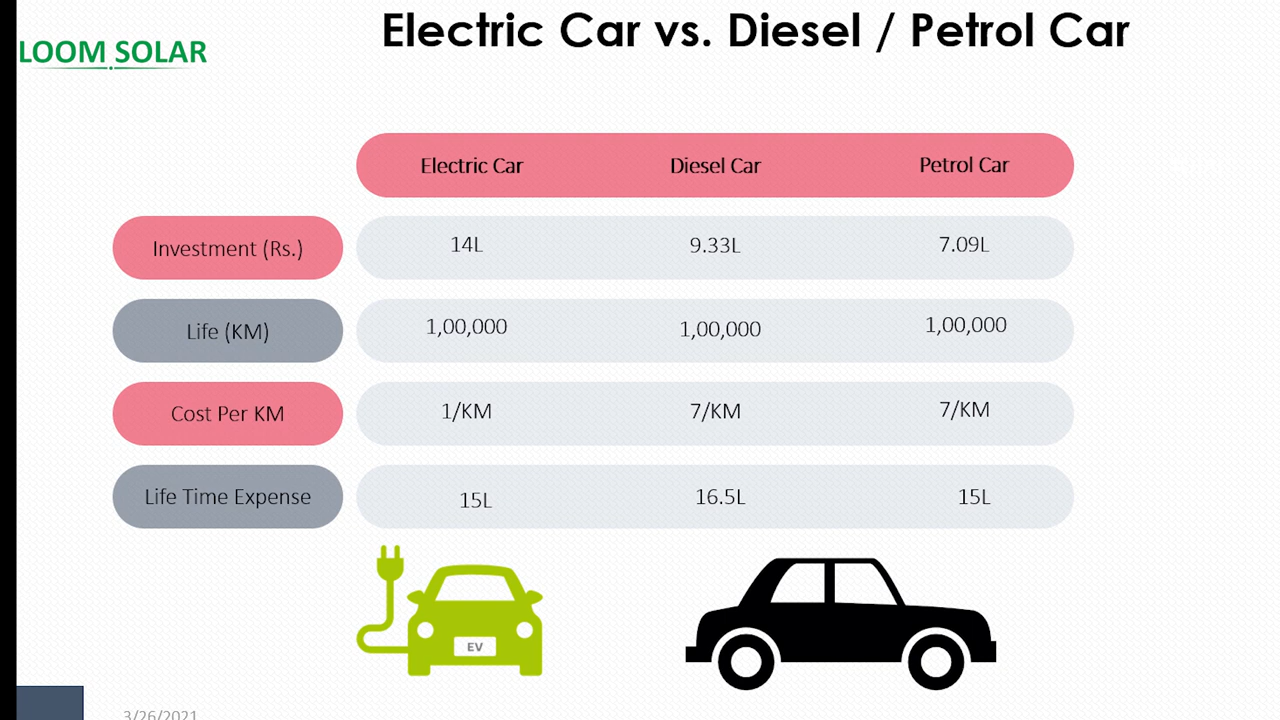 Electric Car vs. Diesel / Petrol Car
LOOM SOLAR
Electric Car Diesel Car Petrol Car
Investment (Rs.) 14L 9.33L 7.09L
Life (KM) 1,00,000 1,00,000 1,00,000
Cost Per KM 1/KM 7/KM 7/KM
Life Time Expense 15L 16.5L 15L
EV
3/26/2021